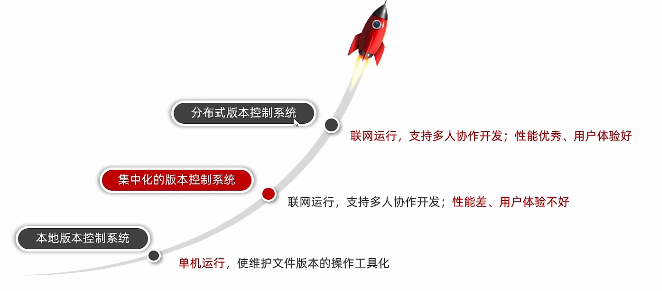 分布式版本控制系统
联网运行，支持多人协作开发；性能优秀、用户体验好
集中化的版本控制系统
联网运行，支持多人协作开发；性能差、用户体验不好
本地版本控制系统
单机运行，使维护文件版本的操作工具化